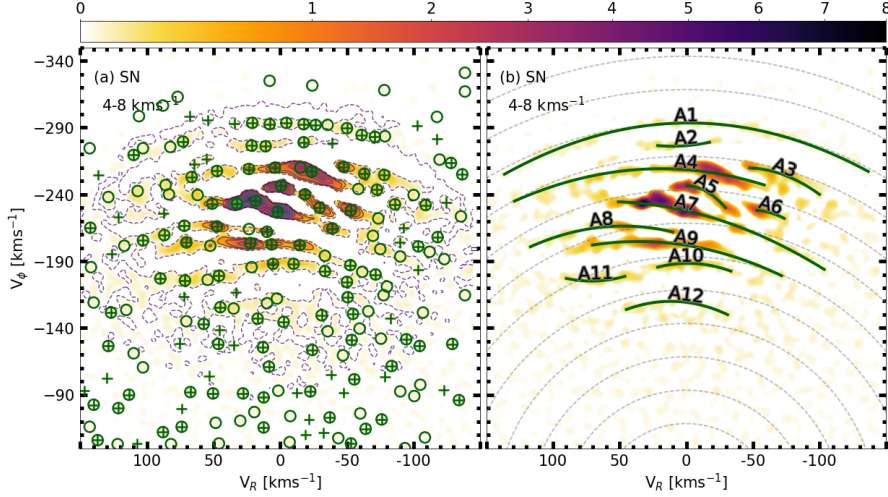 0 1 2 3 4 5 6 7 8
(a) SN
4-8 kms⁻¹
(b) SN
4-8 kms⁻¹
−340
−290
−240
−190
−140
−90
V_ϕ [kms⁻¹]
A1
A2
A4
A3
A5
A7
A6
A8
A9
A10
A11
A12
100 50 0 -50 -100
100 50 0 -50 -100
V_R [kms⁻¹]
V_R [kms⁻¹]